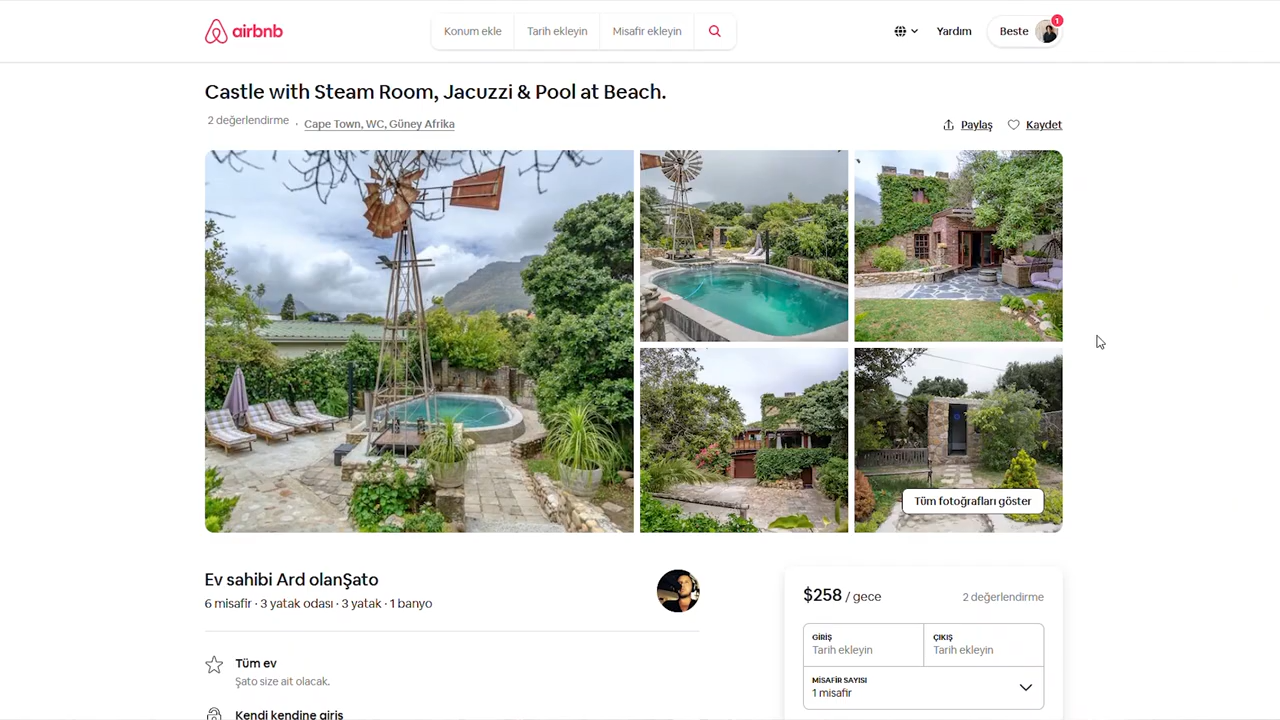 airbnb
Konum ekle Tarih ekleyin Misafir ekleyin
Yardım
Beste
1
Castle with Steam Room, Jacuzzi & Pool at Beach.
2 değerlendirme · Cape Town, WC, Güney Afrika
Paylaş Kaydet
Tüm fotoğrafları göster
Ev sahibi Ard olanŞato
6 misafir · 3 yatak odası · 3 yatak · 1 banyo
$258 / gece
2 değerlendirme
GİRİŞ
Tarih ekleyin
ÇIKIŞ
Tarih ekleyin
MİSAFİR SAYISI
1 misafir
Tüm ev
Şato size ait olacak.
Kendi kendine giriş